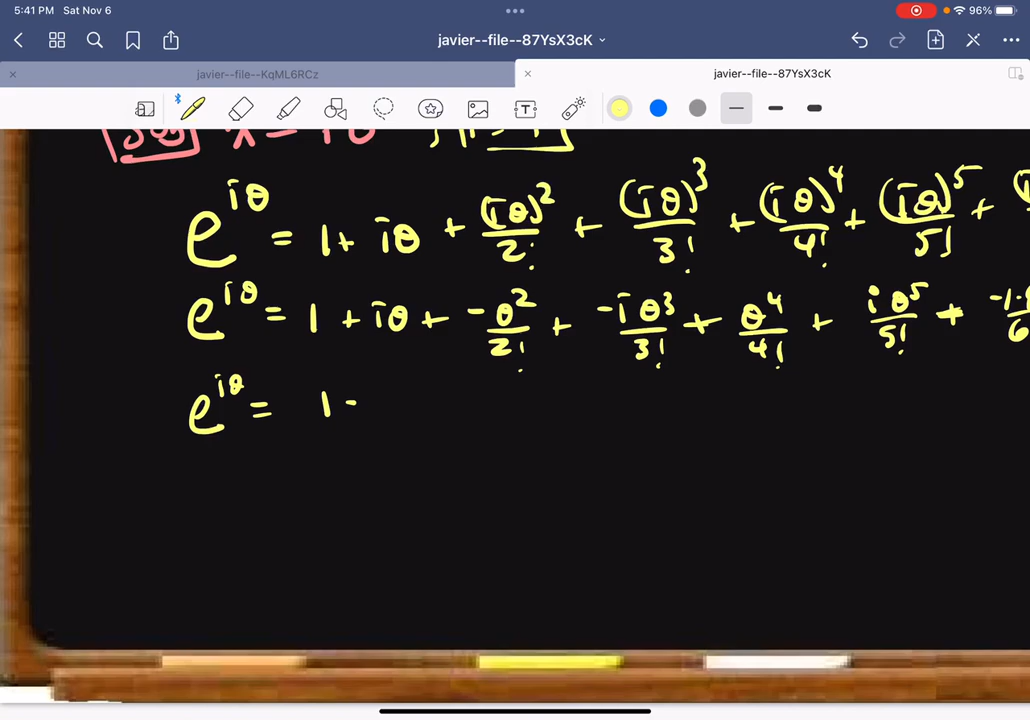 5:41 PM Sat Nov 6 96%
javier--file--87YsX3cK
javier--file--KqML6RCz javier--file--87YsX3cK
e^{iθ} = 1 + iθ + (iθ)^2/2! + (iθ)^3/3! + (iθ)^4/4! + (iθ)^5/5! +
e^{iθ} = 1 + iθ + -θ^2/2! + -iθ^3/3! + θ^4/4! + iθ^5/5! +
e^{iθ} = 1 -